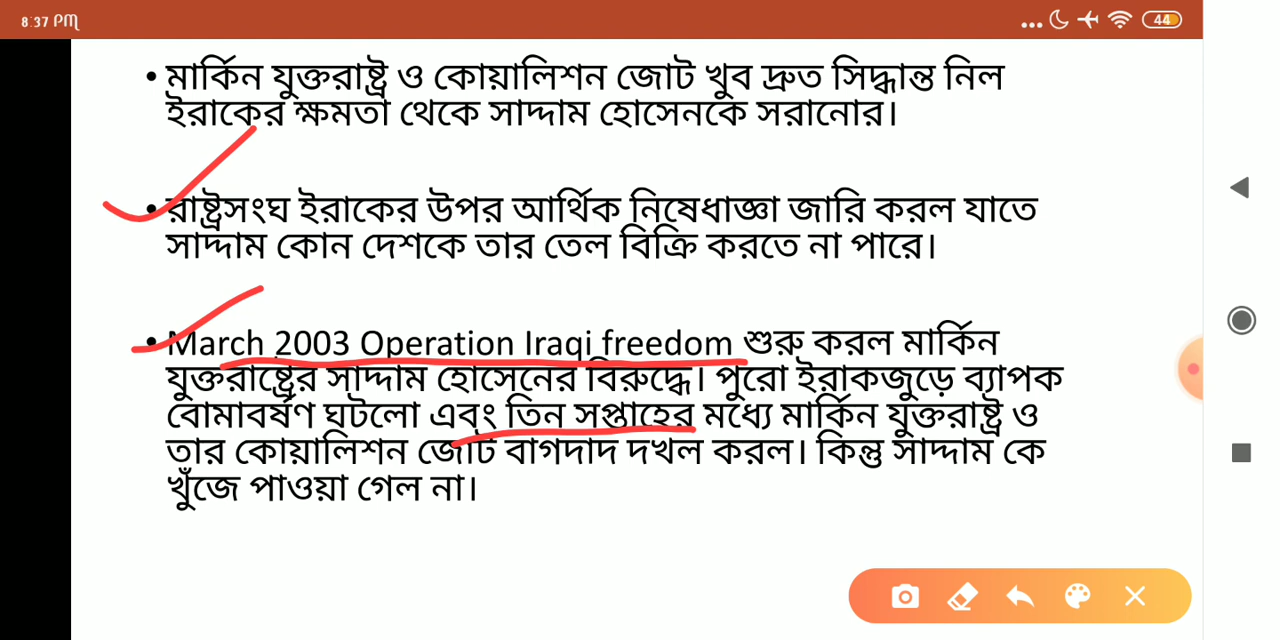 8:37 PM
44
• মার্কিন যুক্তরাষ্ট্র ও কোয়ালিশন জোট খুব দ্রুত সিদ্ধান্ত নিল
ইরাকের ক্ষমতা থেকে সাদ্দাম হোসেনকে সরানোর।
• রাষ্ট্রসংঘ ইরাকের উপর আর্থিক নিষেধাজ্ঞা জারি করল যাতে
সাদ্দাম কোন দেশকে তার তেল বিক্রি করতে না পারে।
• March 2003 Operation Iraqi freedom শুরু করল মার্কিন
যুক্তরাষ্ট্রের সাদ্দাম হোসেনের বিরুদ্ধে। পুরো ইরাকজুড়ে ব্যাপক
বোমাবর্ষণ ঘটলো এবং তিন সপ্তাহের মধ্যে মার্কিন যুক্তরাষ্ট্র ও
তার কোয়ালিশন জোট বাগদাদ দখল করল। কিন্তু সাদ্দাম কে
খুঁজে পাওয়া গেল না।